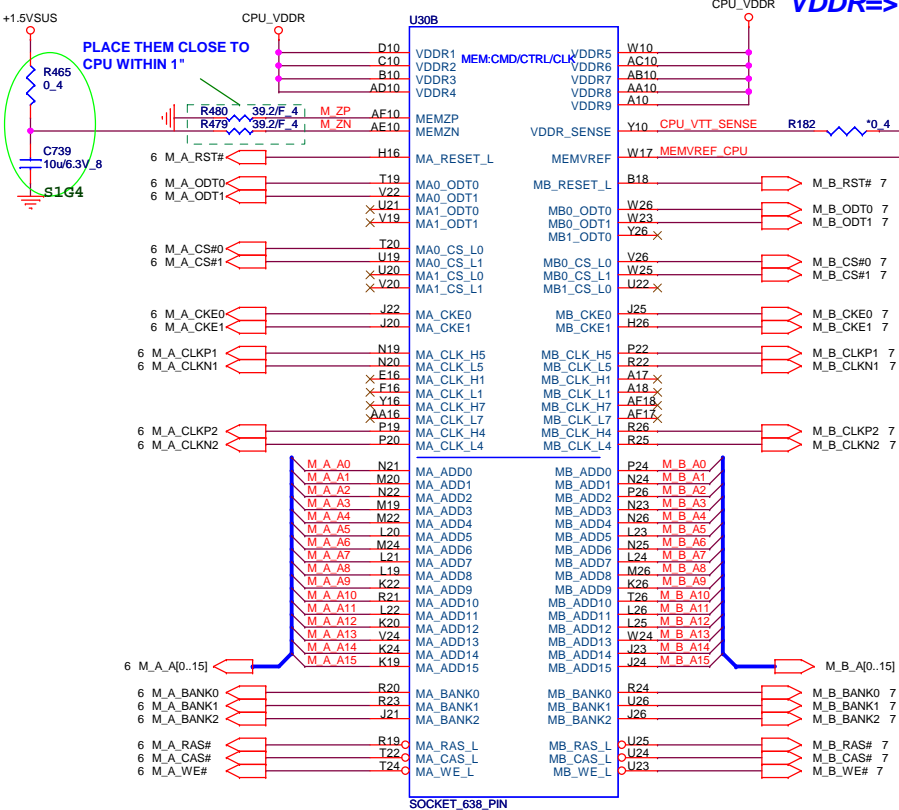 +1.5VSUS CPU_VDDR U30B CPU_VDDR VDDR=>
PLACE THEM CLOSE TO
CPU WITHIN 1"
R465
0_4
C739
10u/6.3V_8
S1G4
D10 VDDR1 MEM:CMD/CTRL/CLK VDDR5 W10
C10 VDDR2 VDDR6 AC10
B10 VDDR3 VDDR7 AB10
AD10 VDDR4 VDDR8 AA10
VDDR9 A10
R480 39.2/F_4 M_ZP AF10 MEMZP
R479 39.2/F_4 M_ZN AE10 MEMZN VDDR_SENSE Y10 CPU_VTT_SENSE R182 *0_4
6 M_A_RST# H16 MA_RESET_L MEMVREF W17 MEMVREF_CPU
6 M_A_ODT0 T19 MA0_ODT0 MB_RESET_L B18 M_B_RST# 7
6 M_A_ODT1 V22 MA0_ODT1
U21 MA1_ODT0 MB0_ODT0 W26 M_B_ODT0 7
V19 MA1_ODT1 MB0_ODT1 W23 M_B_ODT1 7
MB1_ODT0 Y26
6 M_A_CS#0 T20 MA0_CS_L0
6 M_A_CS#1 U19 MA0_CS_L1 MB0_CS_L0 V26 M_B_CS#0 7
U20 MA1_CS_L0 MB0_CS_L1 W25 M_B_CS#1 7
V20 MA1_CS_L1 MB1_CS_L0 U22
6 M_A_CKE0 J22 MA_CKE0 MB_CKE0 J25 M_B_CKE0 7
6 M_A_CKE1 J20 MA_CKE1 MB_CKE1 H26 M_B_CKE1 7
6 M_A_CLKP1 N19 MA_CLK_H5 MB_CLK_H5 P22 M_B_CLKP1 7
6 M_A_CLKN1 N20 MA_CLK_L5 MB_CLK_L5 R22 M_B_CLKN1 7
E16 MA_CLK_H1 MB_CLK_H1 A17
F16 MA_CLK_L1 MB_CLK_L1 A18
Y16 MA_CLK_H7 MB_CLK_H7 AF18
AA16 MA_CLK_L7 MB_CLK_L7 AF17
6 M_A_CLKP2 P19 MA_CLK_H4 MB_CLK_H4 R26 M_B_CLKP2 7
6 M_A_CLKN2 P20 MA_CLK_L4 MB_CLK_L4 R25 M_B_CLKN2 7
M_A_A0 N21 MA_ADD0 MB_ADD0 P24 M_B_A0
M_A_A1 M20 MA_ADD1 MB_ADD1 N24 M_B_A1
M_A_A2 N22 MA_ADD2 MB_ADD2 P26 M_B_A2
M_A_A3 M19 MA_ADD3 MB_ADD3 N23 M_B_A3
M_A_A4 M22 MA_ADD4 MB_ADD4 N26 M_B_A4
M_A_A5 L20 MA_ADD5 MB_ADD5 L23 M_B_A5
M_A_A6 M24 MA_ADD6 MB_ADD6 N25 M_B_A6
M_A_A7 L21 MA_ADD7 MB_ADD7 L24 M_B_A7
M_A_A8 L19 MA_ADD8 MB_ADD8 M26 M_B_A8
M_A_A9 K22 MA_ADD9 MB_ADD9 K26 M_B_A9
M_A_A10 R21 MA_ADD10 MB_ADD10 T26 M_B_A10
M_A_A11 L22 MA_ADD11 MB_ADD11 L26 M_B_A11
M_A_A12 K20 MA_ADD12 MB_ADD12 L25 M_B_A12
M_A_A13 V24 MA_ADD13 MB_ADD13 W24 M_B_A13
M_A_A14 K24 MA_ADD14 MB_ADD14 J23 M_B_A14
6 M_A_A[0..15] M_A_A15 K19 MA_ADD15 MB_ADD15 J24 M_B_A15 M_B_A[0..15]
6 M_A_BANK0 R20 MA_BANK0 MB_BANK0 R24 M_B_BANK0 7
6 M_A_BANK1 R23 MA_BANK1 MB_BANK1 U26 M_B_BANK1 7
6 M_A_BANK2 J21 MA_BANK2 MB_BANK2 J26 M_B_BANK2 7
6 M_A_RAS# R19 MA_RAS_L MB_RAS_L U25 M_B_RAS# 7
6 M_A_CAS# T22 MA_CAS_L MB_CAS_L U24 M_B_CAS# 7
6 M_A_WE# T24 MA_WE_L MB_WE_L U23 M_B_WE# 7
SOCKET_638_PIN